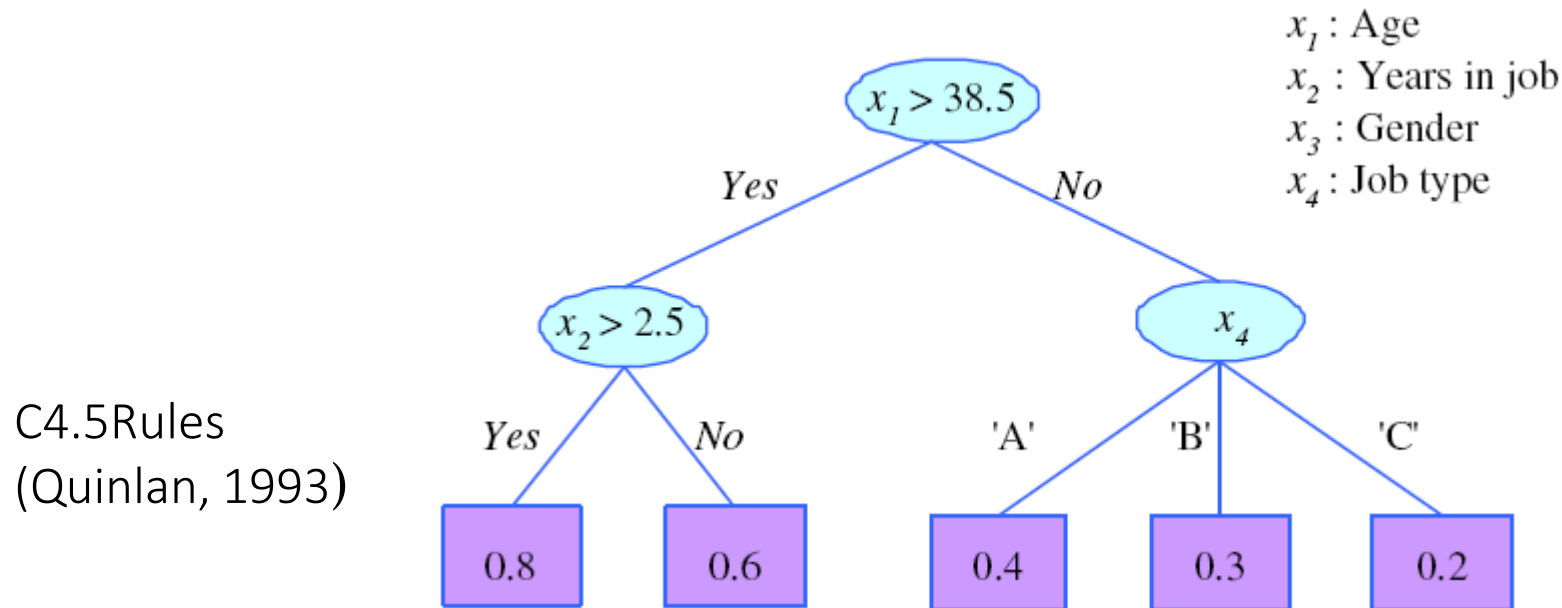 x1 : Age
x2 : Years in job
x3 : Gender
x4 : Job type
x1 > 38.5
Yes
No
x2 > 2.5
x4
C4.5Rules
(Quinlan, 1993)
Yes
No
'A'
'B'
'C'
0.8
0.6
0.4
0.3
0.2